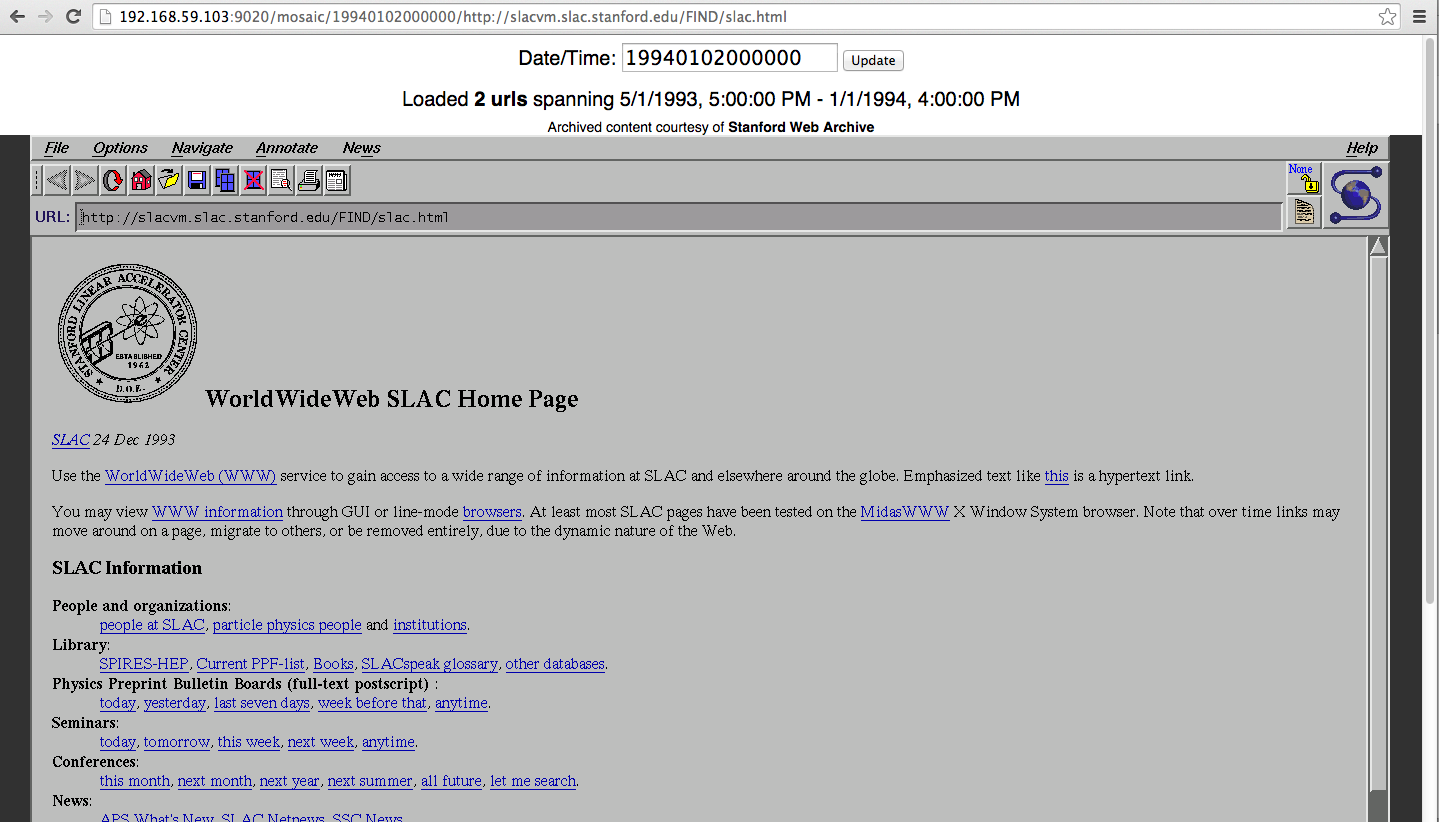 192.168.59.103:9020/mosaic/19940102000000/http://slacvm.slac.stanford.edu/FIND/slac.html
Date/Time: 19940102000000 Update
Loaded 2 urls spanning 5/1/1993, 5:00:00 PM - 1/1/1994, 4:00:00 PM
Archived content courtesy of Stanford Web Archive
File Options Navigate Annotate News Help
None
URL: http://slacvm.slac.stanford.edu/FIND/slac.html
STANFORD LINEAR ACCELERATOR CENTER
ESTABLISHED
1962
D.O.E.
WorldWideWeb SLAC Home Page
SLAC 24 Dec 1993
Use the WorldWideWeb (WWW) service to gain access to a wide range of information at SLAC and elsewhere around the globe. Emphasized text like this is a hypertext link.
You may view WWW information through GUI or line-mode browsers. At least most SLAC pages have been tested on the MidasWWW X Window System browser. Note that over time links may
move around on a page, migrate to others, or be removed entirely, due to the dynamic nature of the Web.
SLAC Information
People and organizations:
people at SLAC, particle physics people and institutions.
Library:
SPIRES-HEP, Current PPF-list, Books, SLACspeak glossary, other databases.
Physics Preprint Bulletin Boards (full-text postscript) :
today, yesterday, last seven days, week before that, anytime.
Seminars:
today, tomorrow, this week, next week, anytime.
Conferences:
this month, next month, next year, next summer, all future, let me search.
News:
APS What's New, SLAC Netnews, SSC News